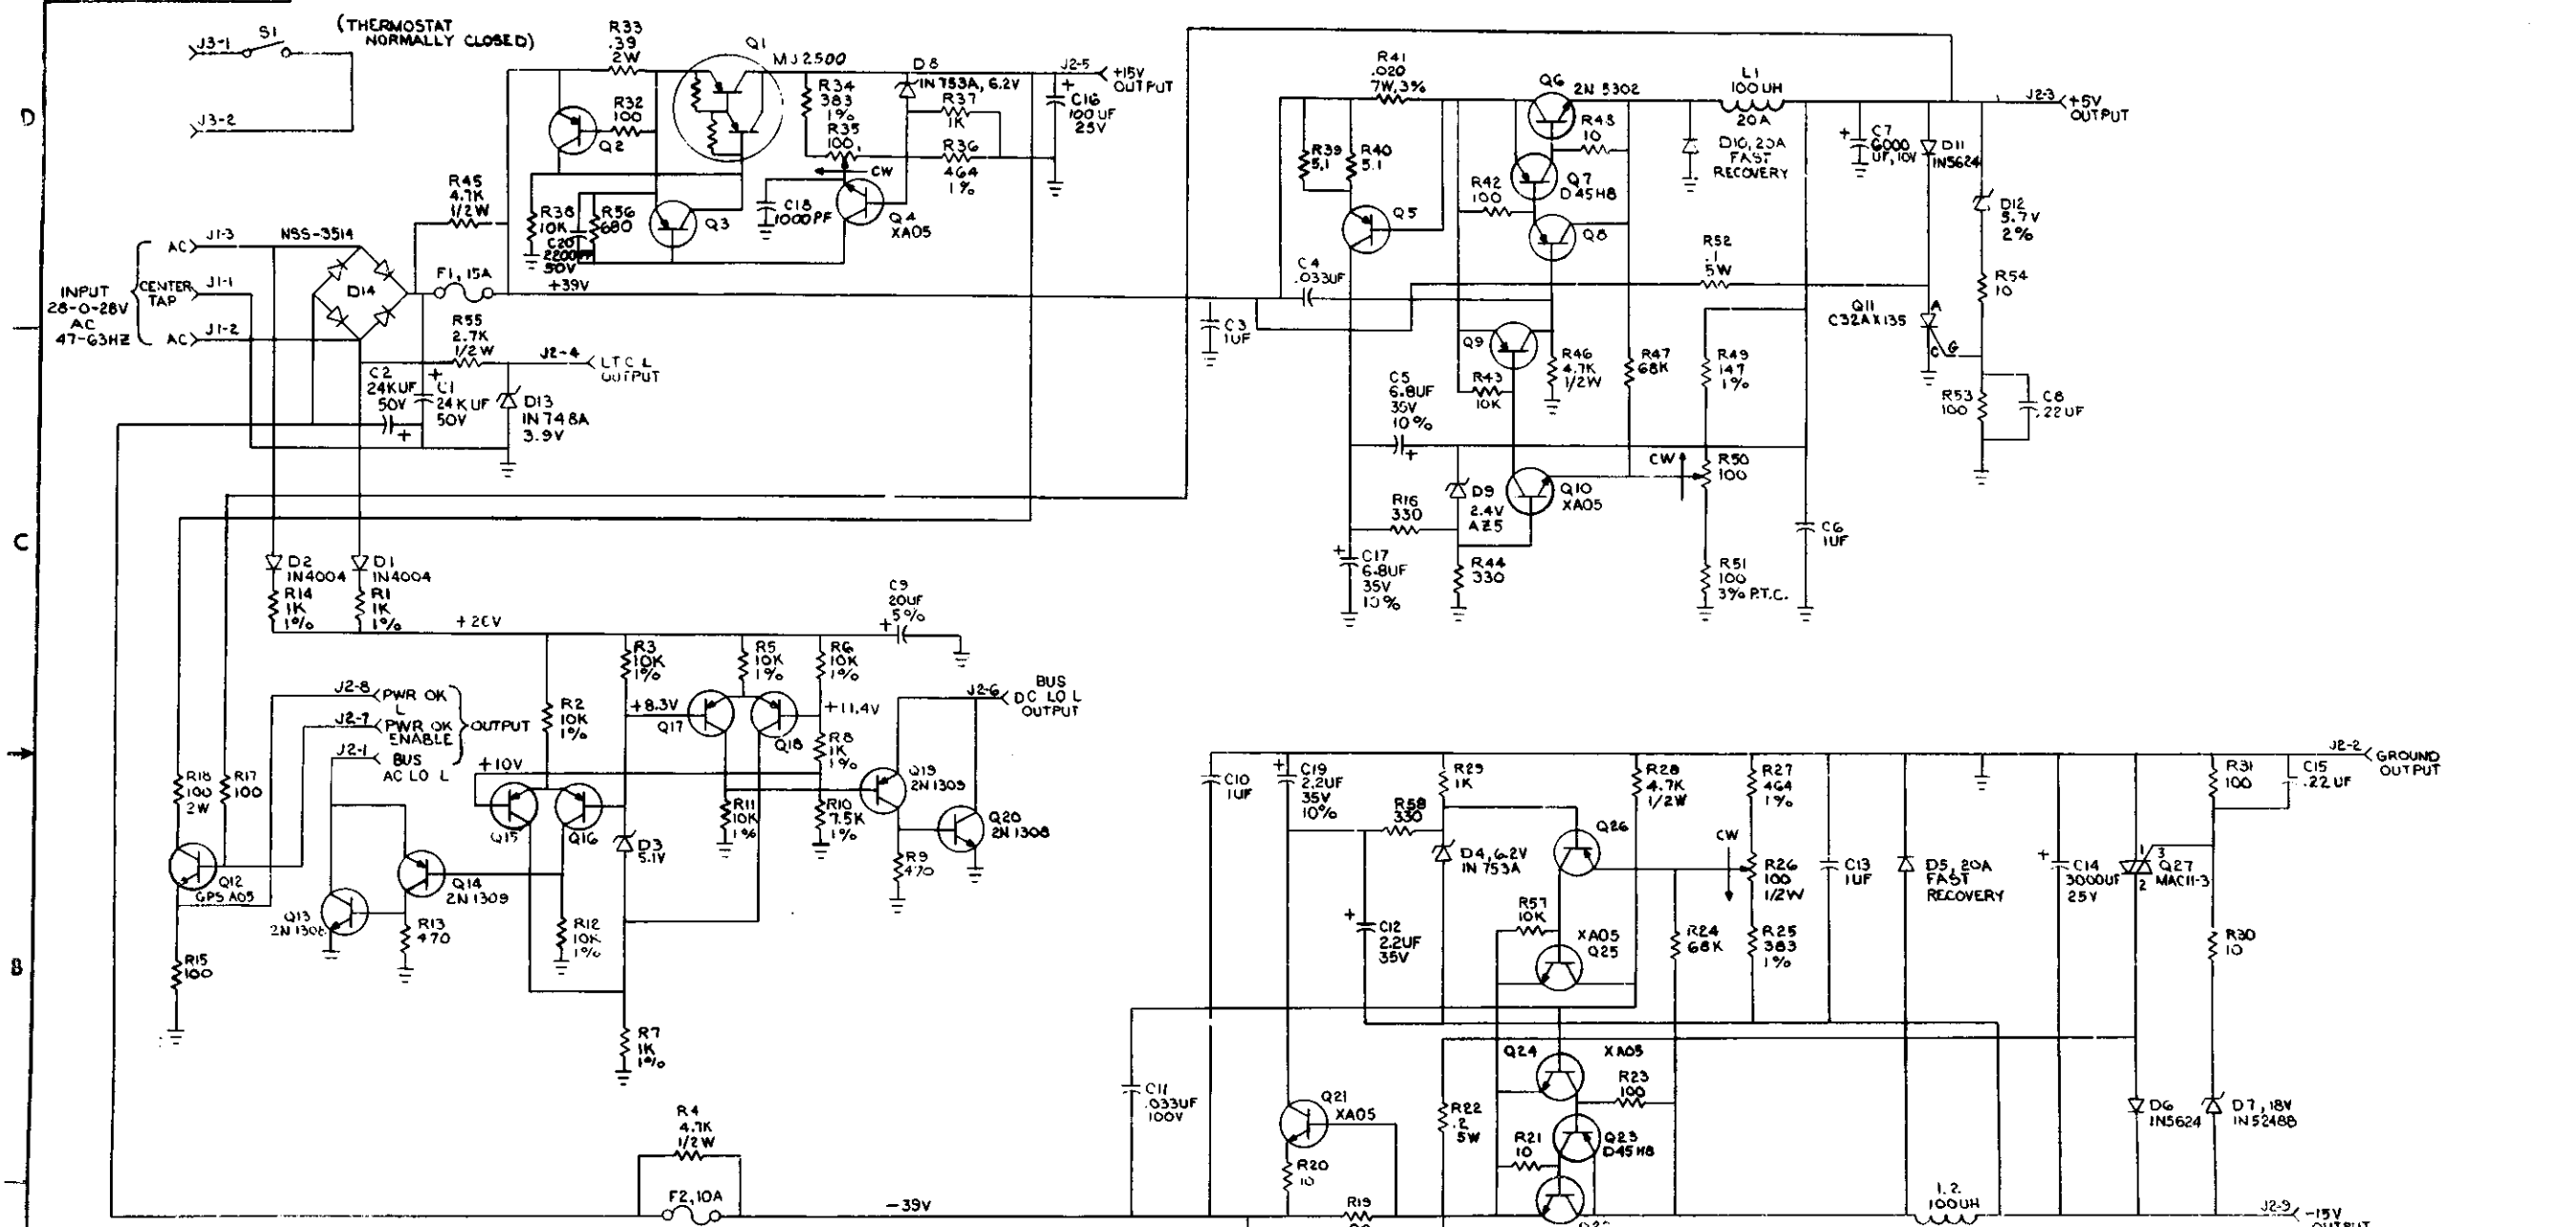 (THERMOSTAT
NORMALLY CLOSED)
J3-1
S1
J3-2
D
R33
.39
2W
Q1
MJ2500
R32
100
Q2
R34
383
1%
R35
100
CW
D8
IN753A, 6.2V
R37
1K
R36
464
1%
J2-5
+15V
OUTPUT
C16
100UF
25V
R45
4.7K
1/2W
R38
10K
R56
680
C20
50V
Q3
C18
1000PF
Q4
XA05
INPUT
28-0-28V
AC
47-63HZ
AC
J1-3
CENTER
TAP
J1-1
AC
J1-2
NSS-3514
D14
F1, 15A
+39V
R55
2.7K
1/2W
J2-4
LTC L
OUTPUT
C2
24KUF
50V
C1
24KUF
50V
D13
IN748A
3.9V
R41
.020
7W,3%
Q6
2N5302
L1
100UH
20A
J2-3
+5V
OUTPUT
R39
5.1
R40
5.1
Q5
R42
100
Q7
D45H8
10
Q8
D10, 20A
FAST
RECOVERY
C7
6000
UF, 10V
D11
IN5624
D12
5.7V
2%
R54
10
R52
.1
5W
C4
.033UF
C3
1UF
Q11
C32AX135
A
C
G
R53
100
C8
.22UF
Q9
R43
10K
R46
4.7K
1/2W
R47
68K
R49
147
1%
C5
6.8UF
35V
10%
CW
R50
100
R16
330
D9
2.4V
AZ5
Q10
XA05
C17
6.8UF
35V
10%
R44
330
R51
100
3% P.T.C.
C6
1UF
C
D2
IN4004
D1
IN4004
R14
1K
1%
R1
1K
1%
C9
20UF
5%
R3
10K
1%
R5
10K
1%
R6
10K
1%
R2
10K
1%
+8.3V
Q17
Q18
+11.4V
J2-8
PWR OK
L
J2-7
PWR OK
ENABLE
OUTPUT
J2-1
BUS
AC LO L
J2-6
BUS
DC LO L
OUTPUT
+10V
R8
1K
1%
R18
100
2W
R17
100
Q15
Q16
D3
5.1V
R11
10K
1%
R10
7.5K
1%
Q19
2N1309
Q20
2N1308
R9
470
Q12
GPS A05
Q13
Q14
2N1309
R13
470
R12
10K
1%
R15
100
R7
1K
1%
B
C10
1UF
C19
2.2UF
35V
10%
R29
1K
R58
330
D4, 6.2V
IN753A
C12
2.2UF
35V
Q26
R57
10K
XA05
Q25
R28
4.7K
1/2W
R27
464
1%
CW
R26
100
1/2W
R24
68K
R25
383
1%
C13
1UF
D5, 20A
FAST
RECOVERY
C14
3000UF
25V
1
3
2
Q27
MAC11-3
J2-2
GROUND
OUTPUT
R31
100
C15
.22UF
R30
10
C11
.033UF
100V
Q24
XA05
R23
100
Q21
XA05
R22
.2
5W
R21
10
Q23
D45H8
R20
10
D6
IN5624
D7, 18V
IN5248B
R4
4.7K
1/2W
F2, 10A
-39V
R19
100UH
J2-9
-15V